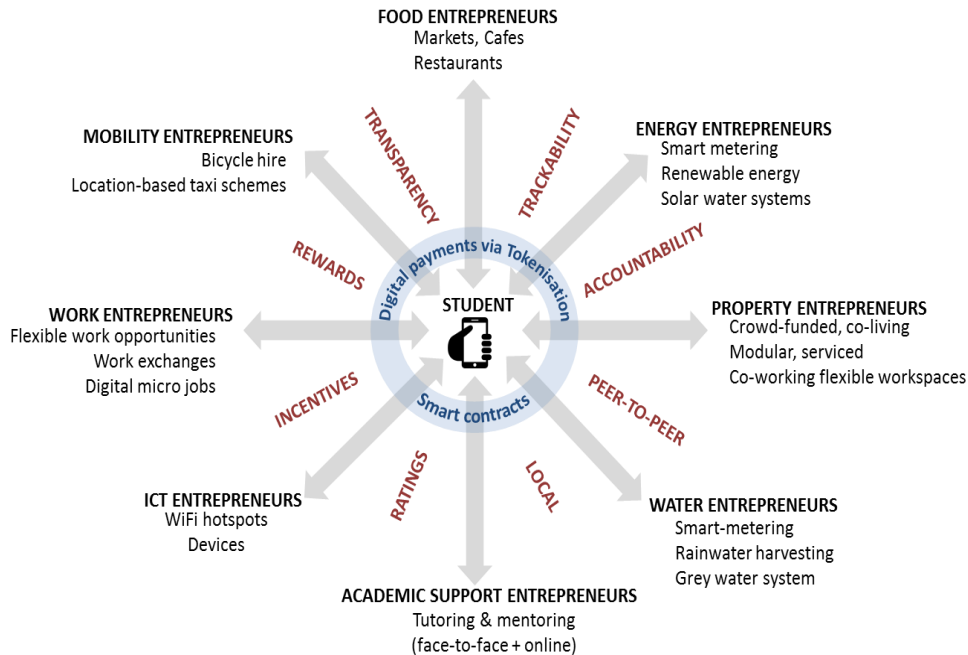 FOOD ENTREPRENEURS
Markets, Cafes
Restaurants
MOBILITY ENTREPRENEURS
Bicycle hire
Location-based taxi schemes
TRANSPARENCY
TRACKABILITY
ENERGY ENTREPRENEURS
Smart metering
Renewable energy
Solar water systems
REWARDS
Digital payments via Tokenisation
ACCOUNTABILITY
WORK ENTREPRENEURS
Flexible work opportunities
Work exchanges
Digital micro jobs
STUDENT
PROPERTY ENTREPRENEURS
Crowd-funded, co-living
Modular, serviced
Co-working flexible workspaces
INCENTIVES
Smart contracts
PEER-TO-PEER
ICT ENTREPRENEURS
WiFi hotspots
Devices
RATINGS
LOCAL
WATER ENTREPRENEURS
Smart-metering
Rainwater harvesting
Grey water system
ACADEMIC SUPPORT ENTREPRENEURS
Tutoring & mentoring
(face-to-face + online)